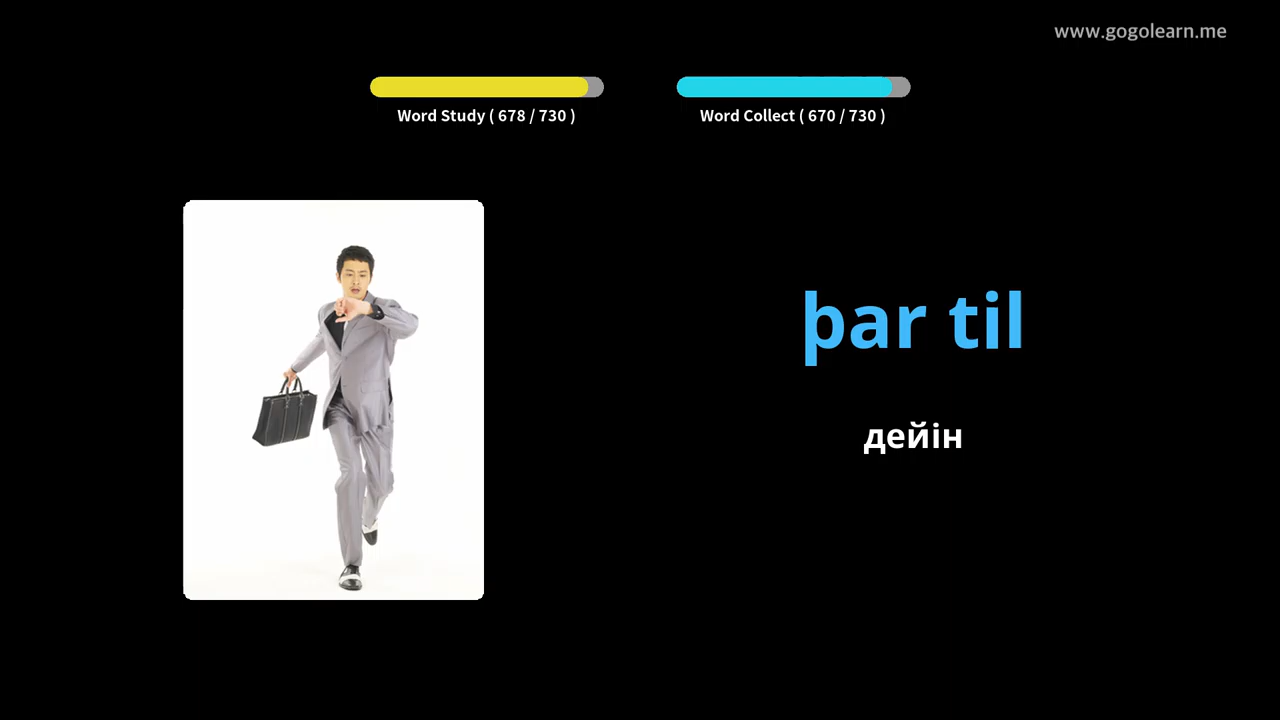 www.gogolearn.me
Word Study ( 678 / 730 )
Word Collect ( 670 / 730 )
þar til
дейін